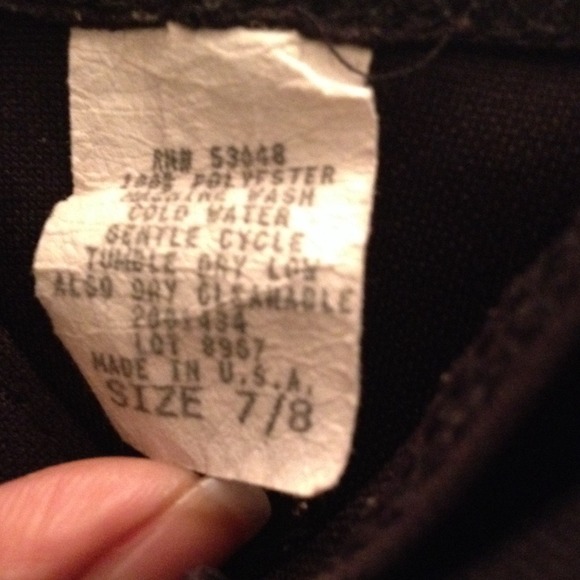 RN# 53648
100% POLYESTER
MACHINE WASH
COLD WATER
GENTLE CYCLE
TUMBLE DRY LOW
ALSO DRY CLEANABLE
LOT 8967
MADE IN U.S.A.
SIZE 7/8